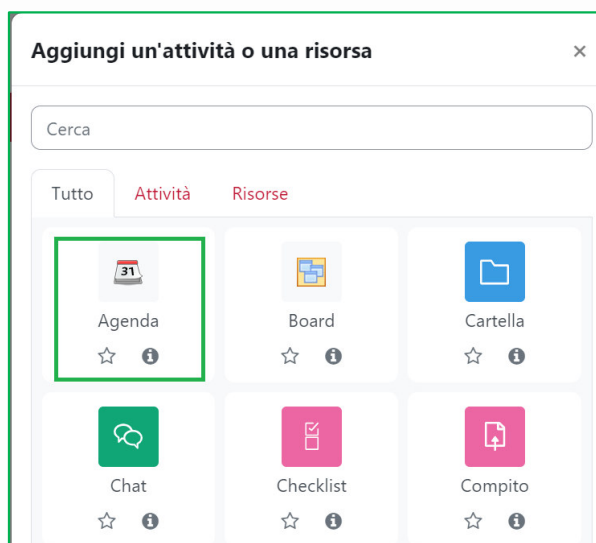 Aggiungi un'attività o una risorsa
Cerca
Tutto Attività Risorse
31
Agenda Board Cartella
Chat Checklist Compito